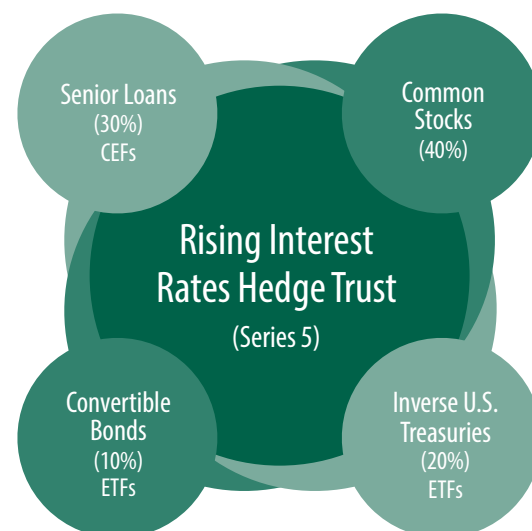 Senior Loans
(30%)
CEFs
Common
Stocks
(40%)
Rising Interest
Rates Hedge Trust
(Series 5)
Convertible
Bonds
(10%)
ETFs
Inverse U.S.
Treasuries
(20%)
ETFs